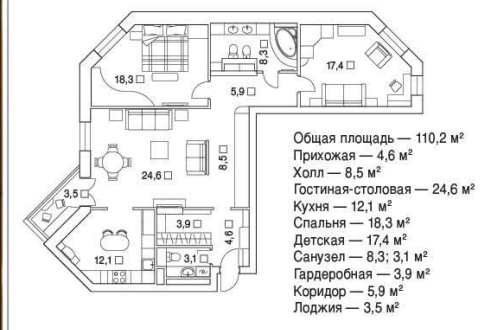 18,3
8,3
17,4
5,9
24,6
8,5
3,5
3,9
4,6
12,1
3,1
Общая площадь — 110,2 м²
Прихожая — 4,6 м²
Холл — 8,5 м²
Гостиная-столовая — 24,6 м²
Кухня — 12,1 м²
Спальня — 18,3 м²
Детская — 17,4 м²
Санузел — 8,3; 3,1 м²
Гардеробная — 3,9 м²
Коридор — 5,9 м²
Лоджия — 3,5 м²